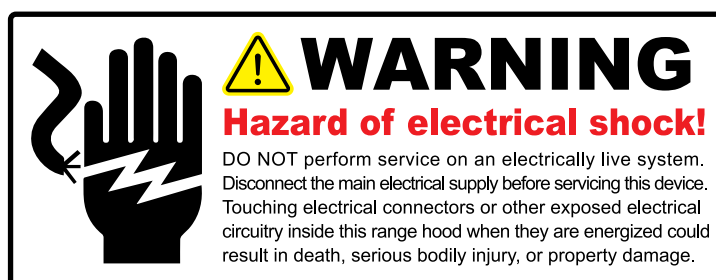 WARNING
Hazard of electrical shock!
DO NOT perform service on an electrically live system.
Disconnect the main electrical supply before servicing this device.
Touching electrical connectors or other exposed electrical
circuitry inside this range hood when they are energized could
result in death, serious bodily injury, or property damage.